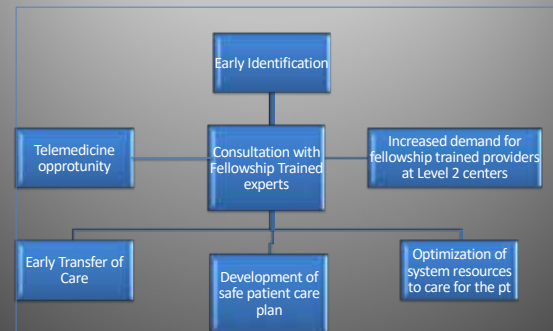 Early Identification
Telemedicine
opprotunity
Consultation with
Fellowship Trained
experts
Increased demand for
fellowship trained providers
at Level 2 centers
Early Transfer of
Care
Development of
safe patient care
plan
Optimization of
system resources
to care for the pt